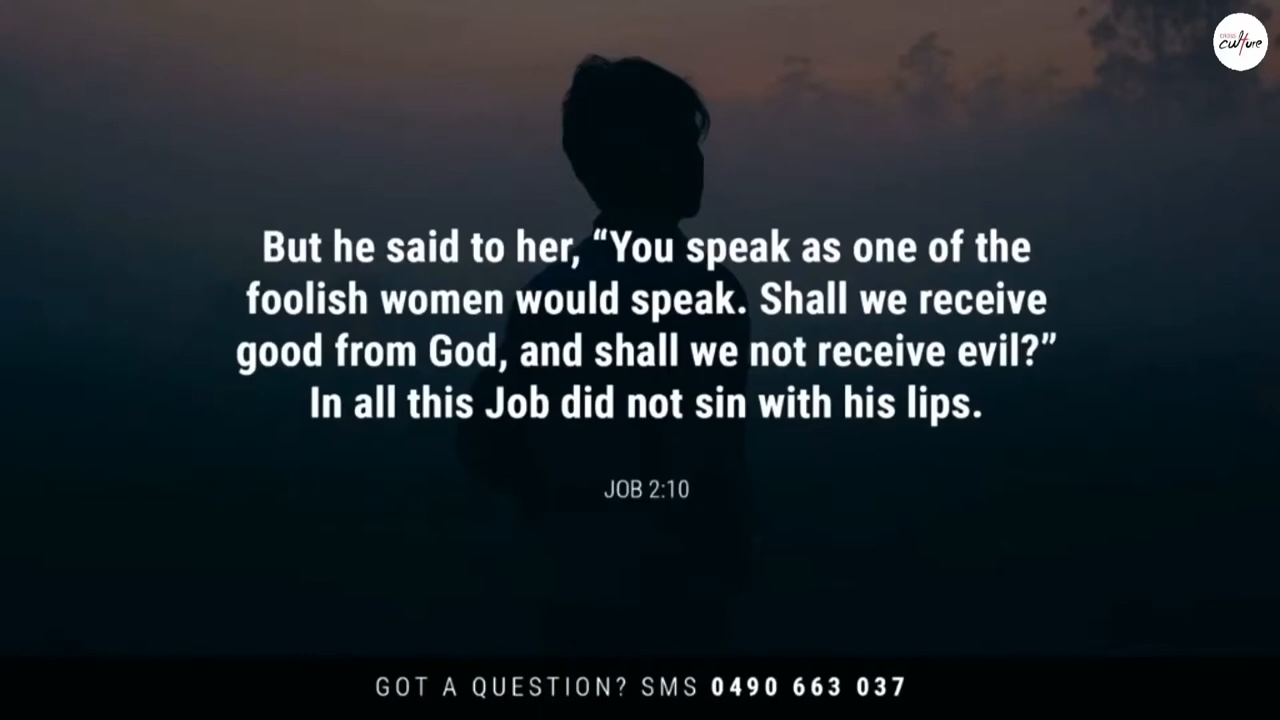 CROSS
culture
But he said to her, “You speak as one of the
foolish women would speak. Shall we receive
good from God, and shall we not receive evil?”
In all this Job did not sin with his lips.
JOB 2:10
GOT A QUESTION? SMS 0490 663 037